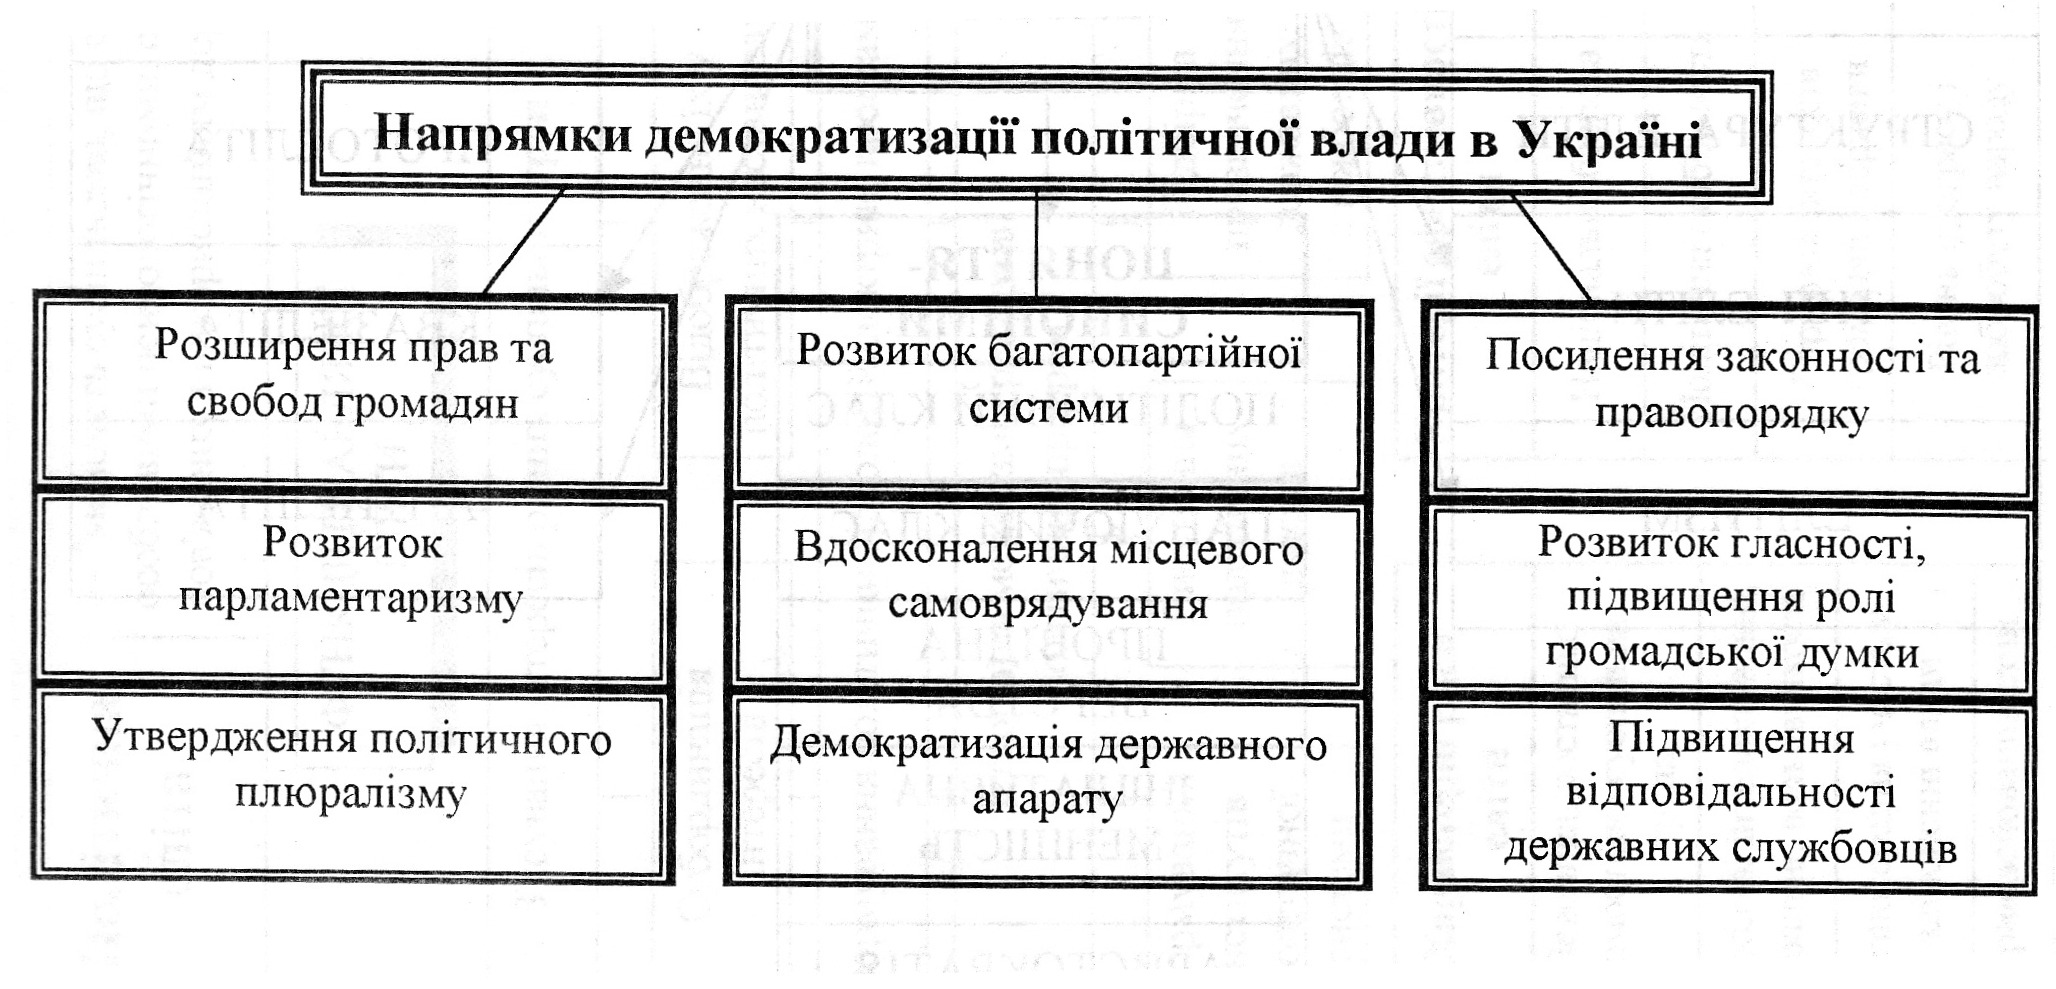 Напрямки демократизації політичної влади в Україні
Розширення прав та
свобод громадян
Розвиток
парламентаризму
Утвердження політичного
плюралізму
Розвиток багатопартійної
системи
Вдосконалення місцевого
самоврядування
Демократизація державного
апарату
Посилення законності та
правопорядку
Розвиток гласності,
підвищення ролі
громадської думки
Підвищення
відповідальності
державних службовців